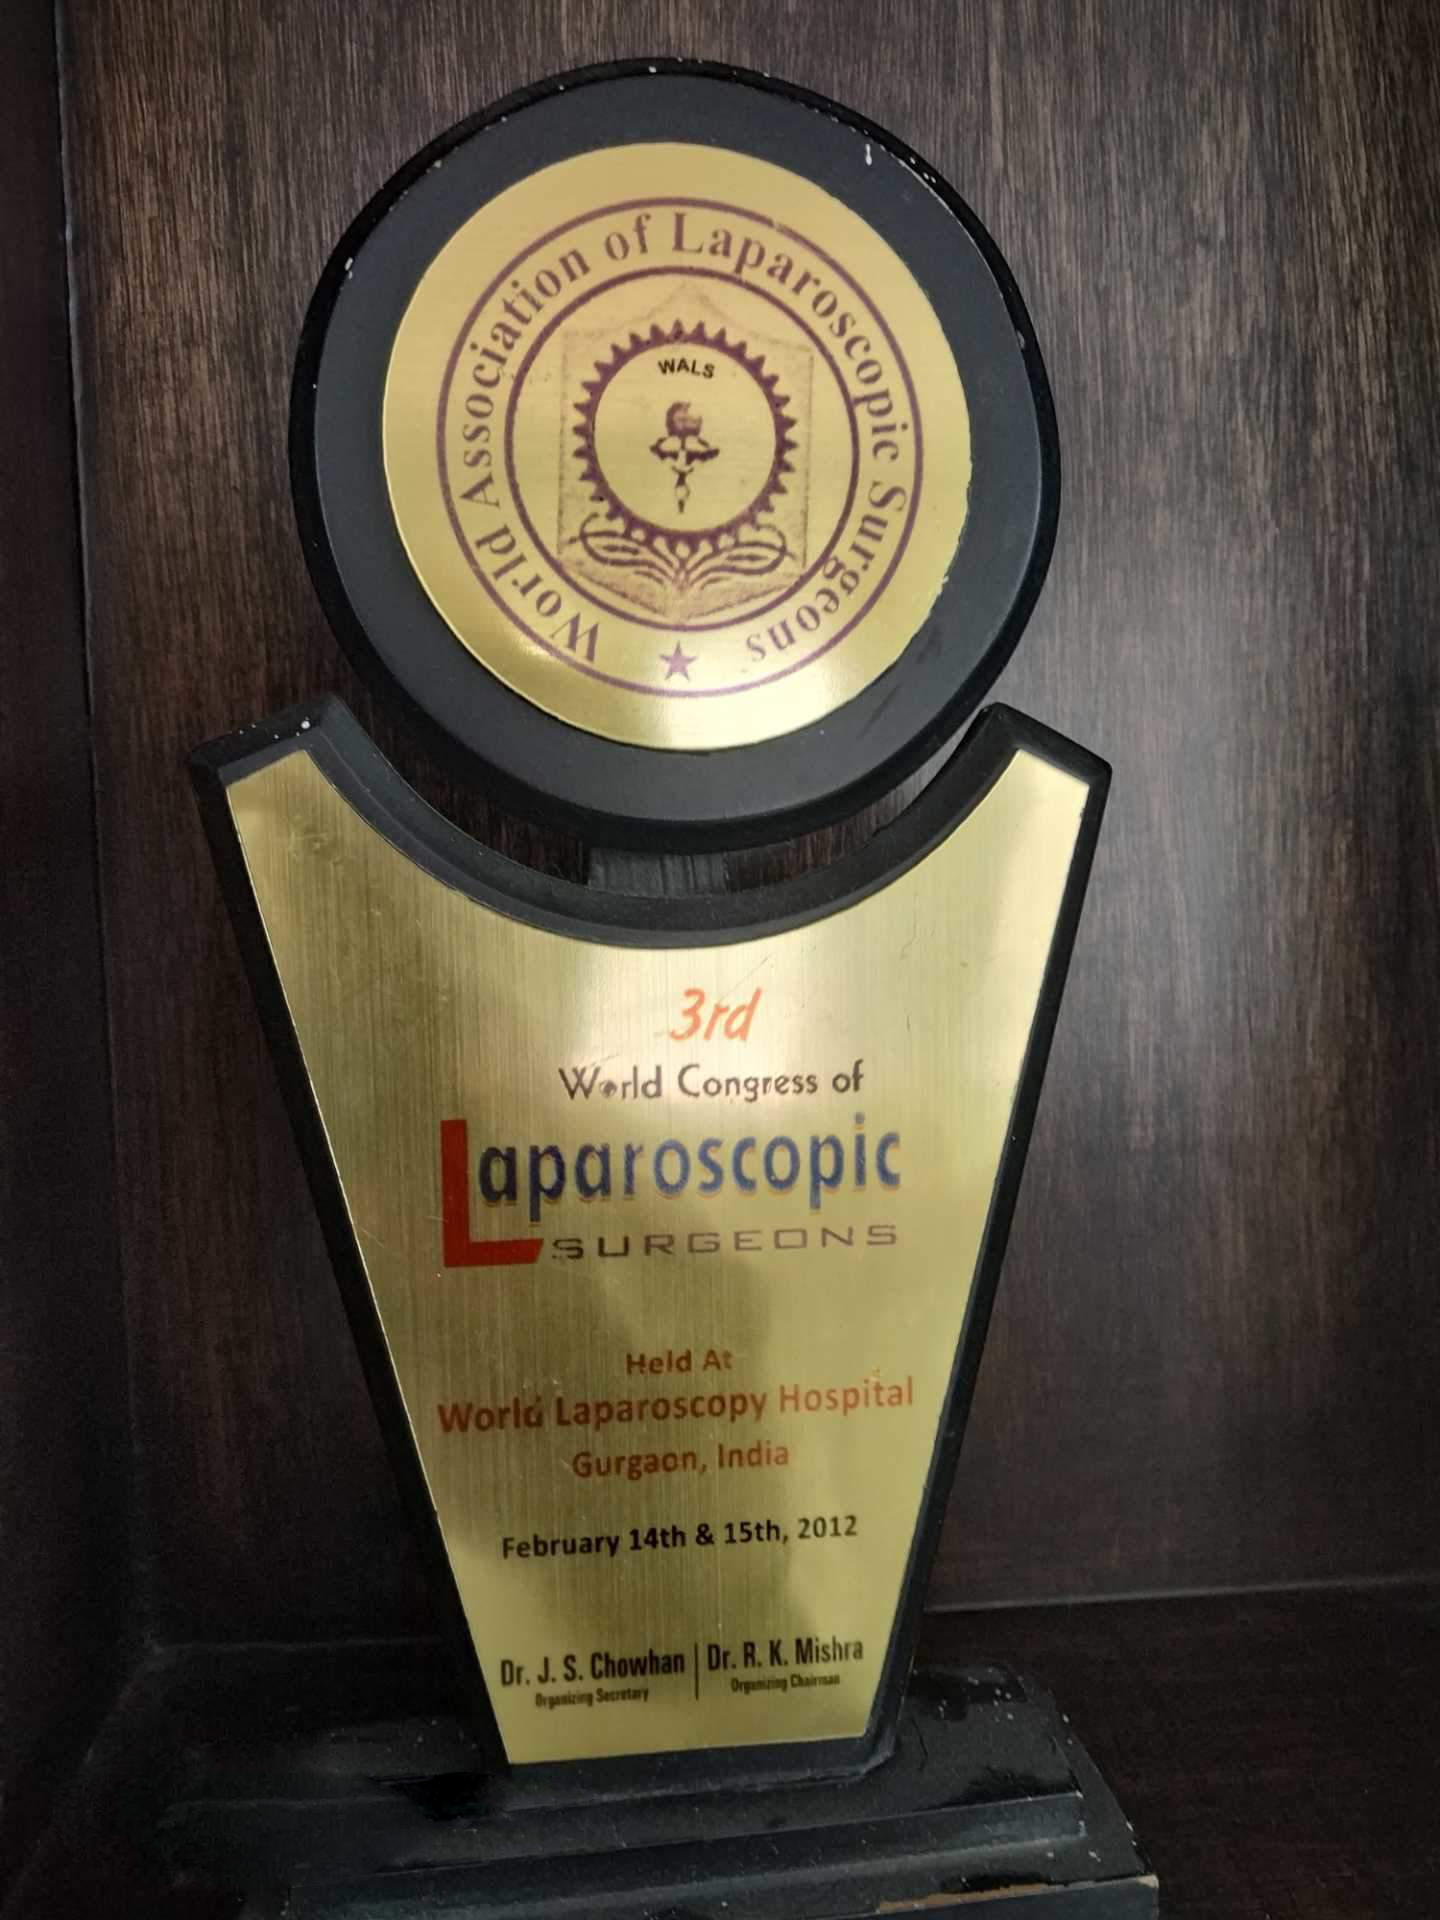 World Association of Laparoscopic Surgeons
WALS
3rd
World Congress of
Laparoscopic
SURGEONS
Held At
World Laparoscopy Hospital
Gurgaon, India
February 14th & 15th, 2012
Dr. J. S. Chowhan | Dr. R. K. Mishra
Organizing Secretary Organizing Chairman